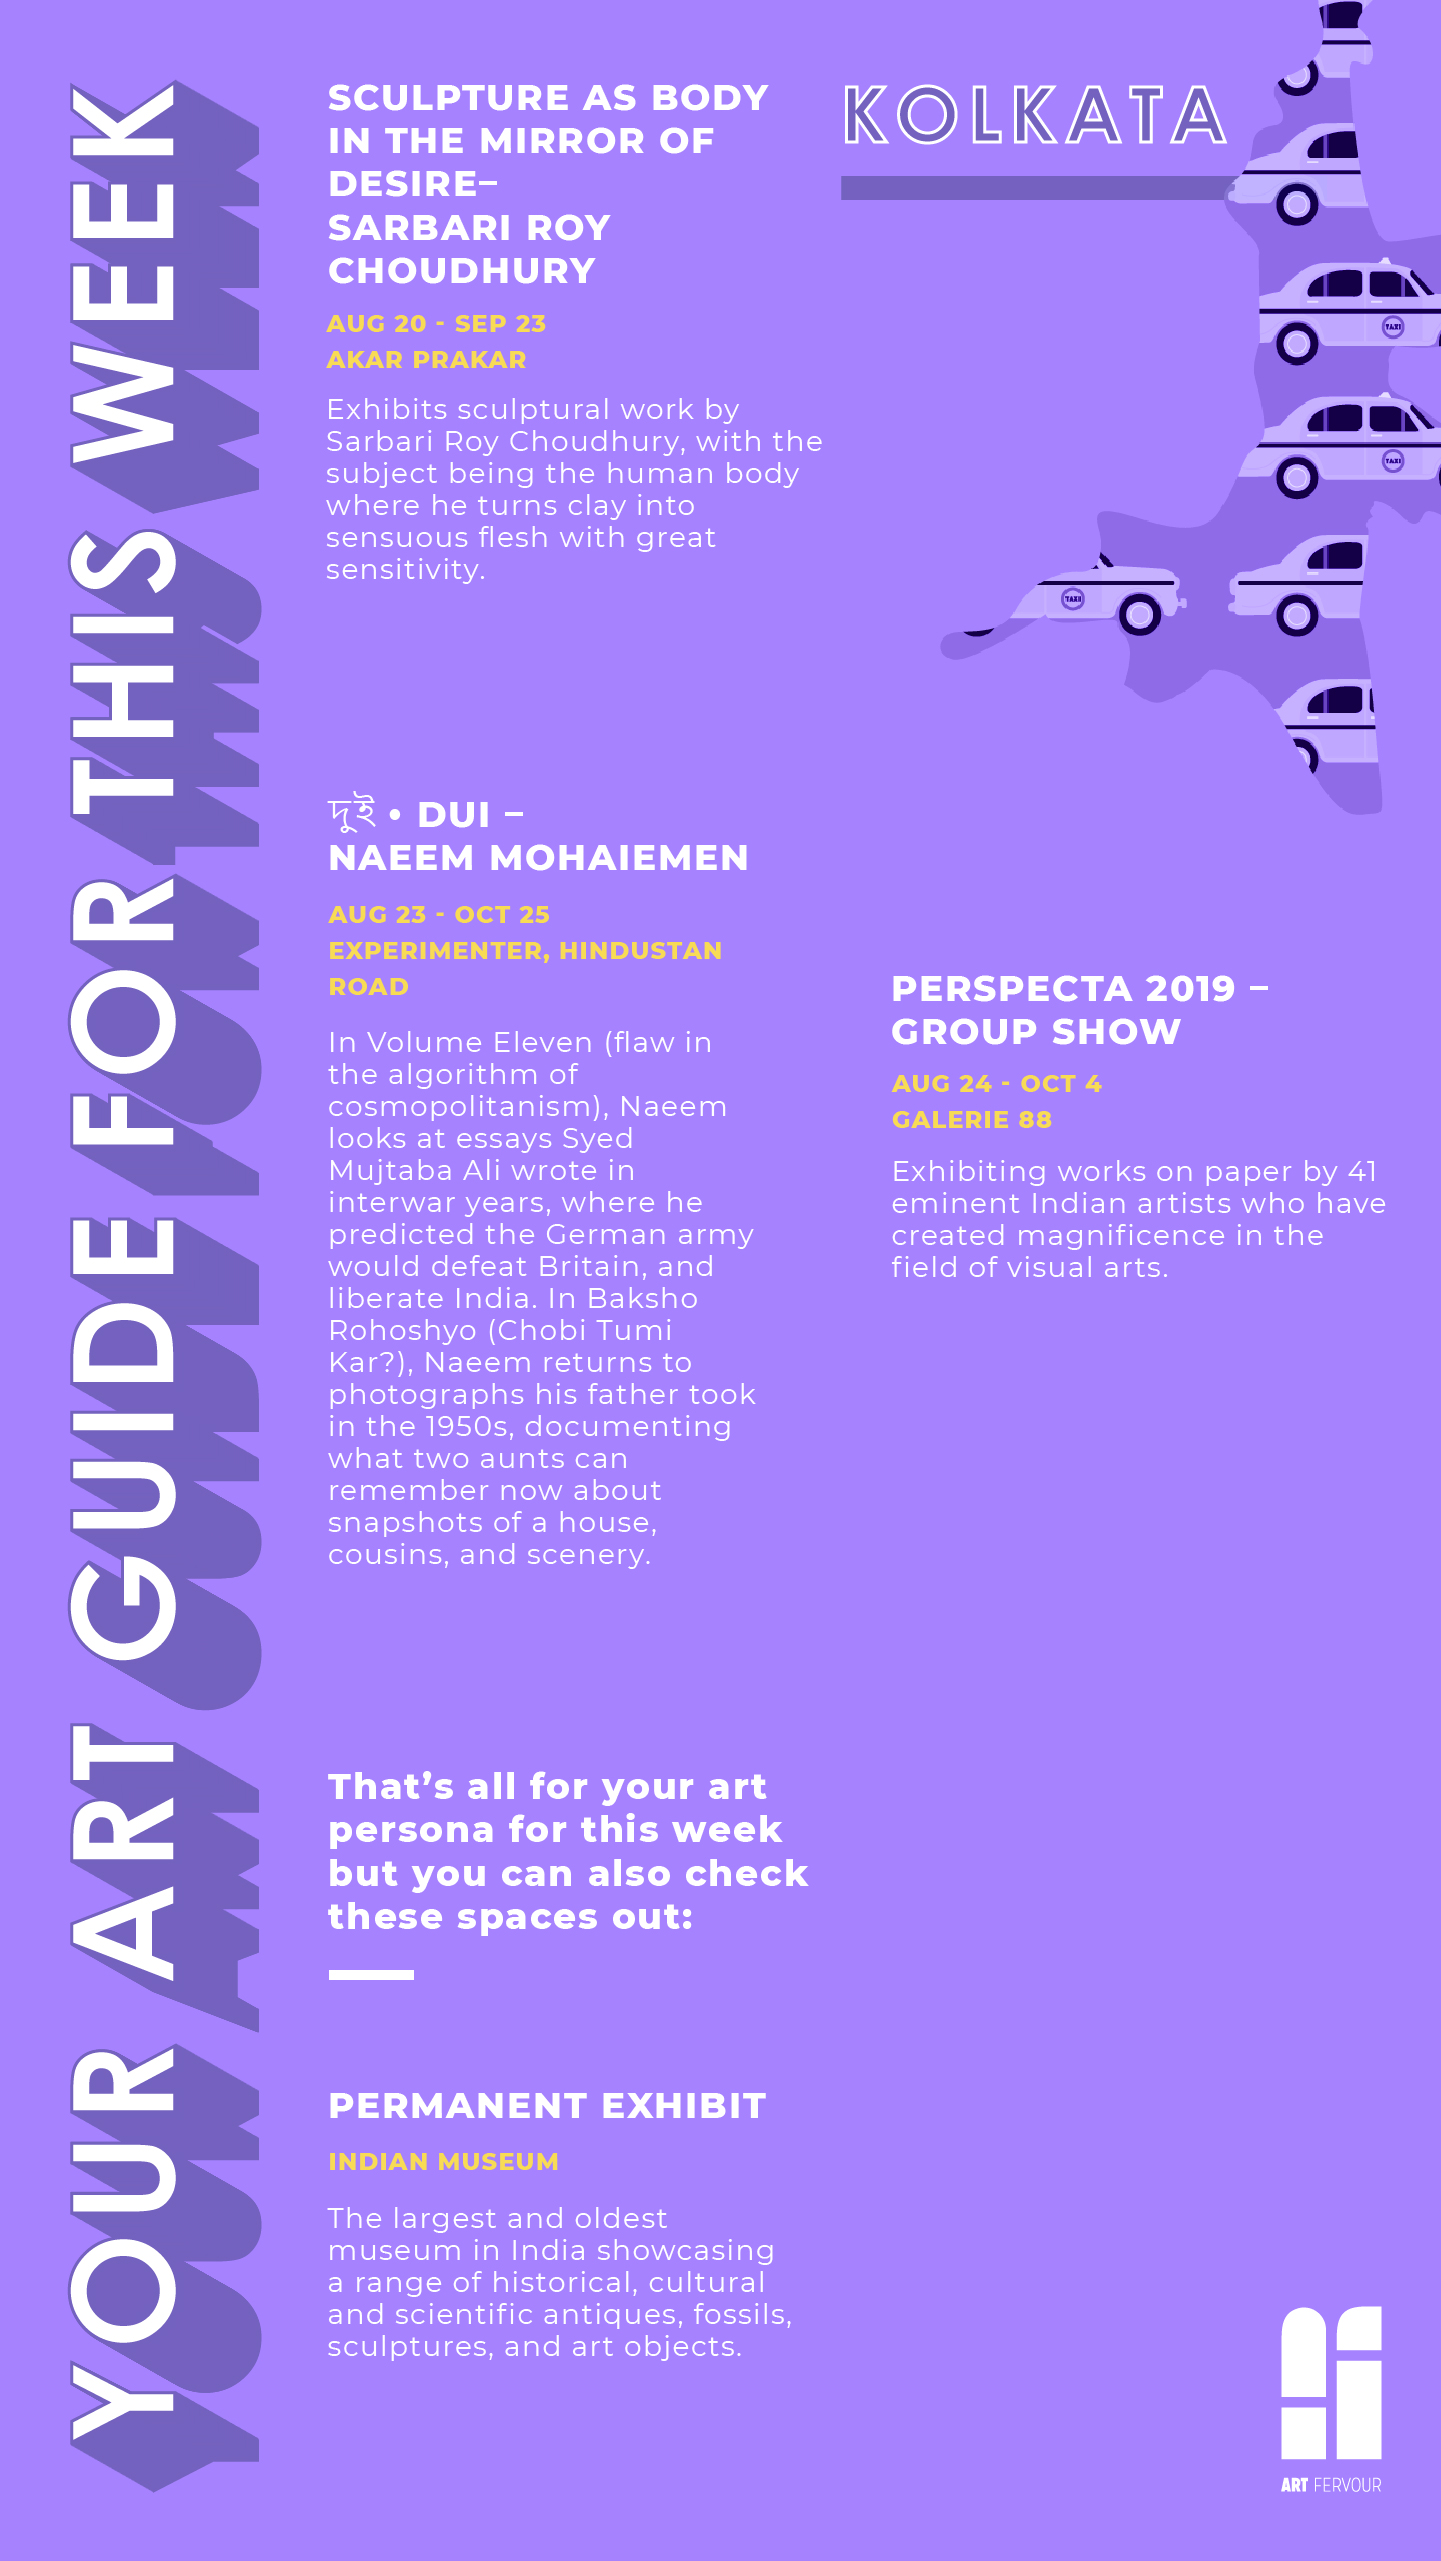 YOUR ART GUIDE FOR THIS WEEK
KOLKATA
SCULPTURE AS BODY
IN THE MIRROR OF
DESIRE–
SARBARI ROY
CHOUDHURY
AUG 20 - SEP 23
AKAR PRAKAR
Exhibits sculptural work by
Sarbari Roy Choudhury, with the
subject being the human body
where he turns clay into
sensuous flesh with great
sensitivity.
TAXI
TAXI
TAXI
দুই • DUI –
NAEEM MOHAIEMEN
AUG 23 - OCT 25
EXPERIMENTER, HINDUSTAN
ROAD
In Volume Eleven (flaw in
the algorithm of
cosmopolitanism), Naeem
looks at essays Syed
Mujtaba Ali wrote in
interwar years, where he
predicted the German army
would defeat Britain, and
liberate India. In Baksho
Rohoshyo (Chobi Tumi
Kar?), Naeem returns to
photographs his father took
in the 1950s, documenting
what two aunts can
remember now about
snapshots of a house,
cousins, and scenery.
PERSPECTA 2019 –
GROUP SHOW
AUG 24 - OCT 4
GALERIE 88
Exhibiting works on paper by 41
eminent Indian artists who have
created magnificence in the
field of visual arts.
That’s all for your art
persona for this week
but you can also check
these spaces out:
PERMANENT EXHIBIT
INDIAN MUSEUM
The largest and oldest
museum in India showcasing
a range of historical, cultural
and scientific antiques, fossils,
sculptures, and art objects.
ART FERVOUR